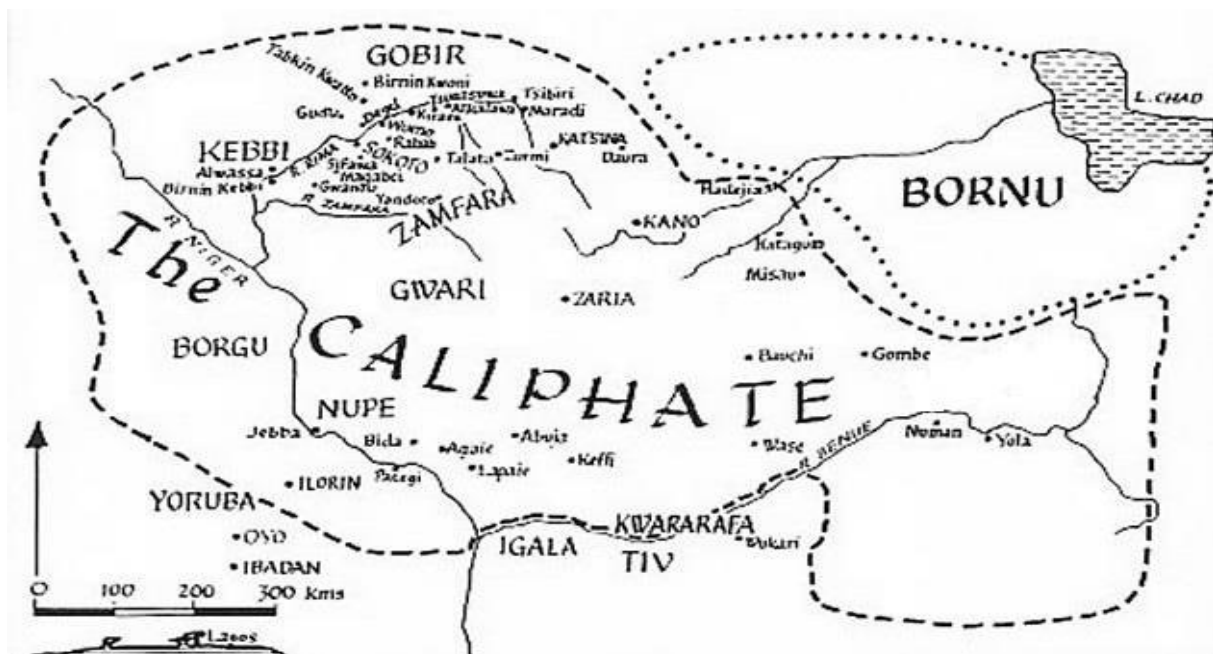 GOBIR
Tabkin Kwatto
Birnin Kwoni
Tsibiri
Maradi
Alkalawa
Gudu
Degel
Wurno
Rabah
KATSINA
Daura
KEBBI
Alwassa
Birnin Kebbi
R. RIMA
SOKOTO
Sifawa
Magabci
Gwandu
Talata
Zurmi
R. ZAMFARA
Yandoto
ZAMFARA
Hadejia
KANO
Katagum
Misau
L. CHAD
BORNU
R. NIGER
The
CALIPHATE
GWARI
ZARIA
BORGU
Bauchi
Gombe
NUPE
Jebba
Bida
Agaie
Abuja
Lapaie
Keffi
Wase
R. BENUE
Numan
Yola
Pategi
ILORIN
YORUBA
OYO
IBADAN
IGALA
KWARARAFA
TIV
Wukari
0 100 200 300 kms
Lagos